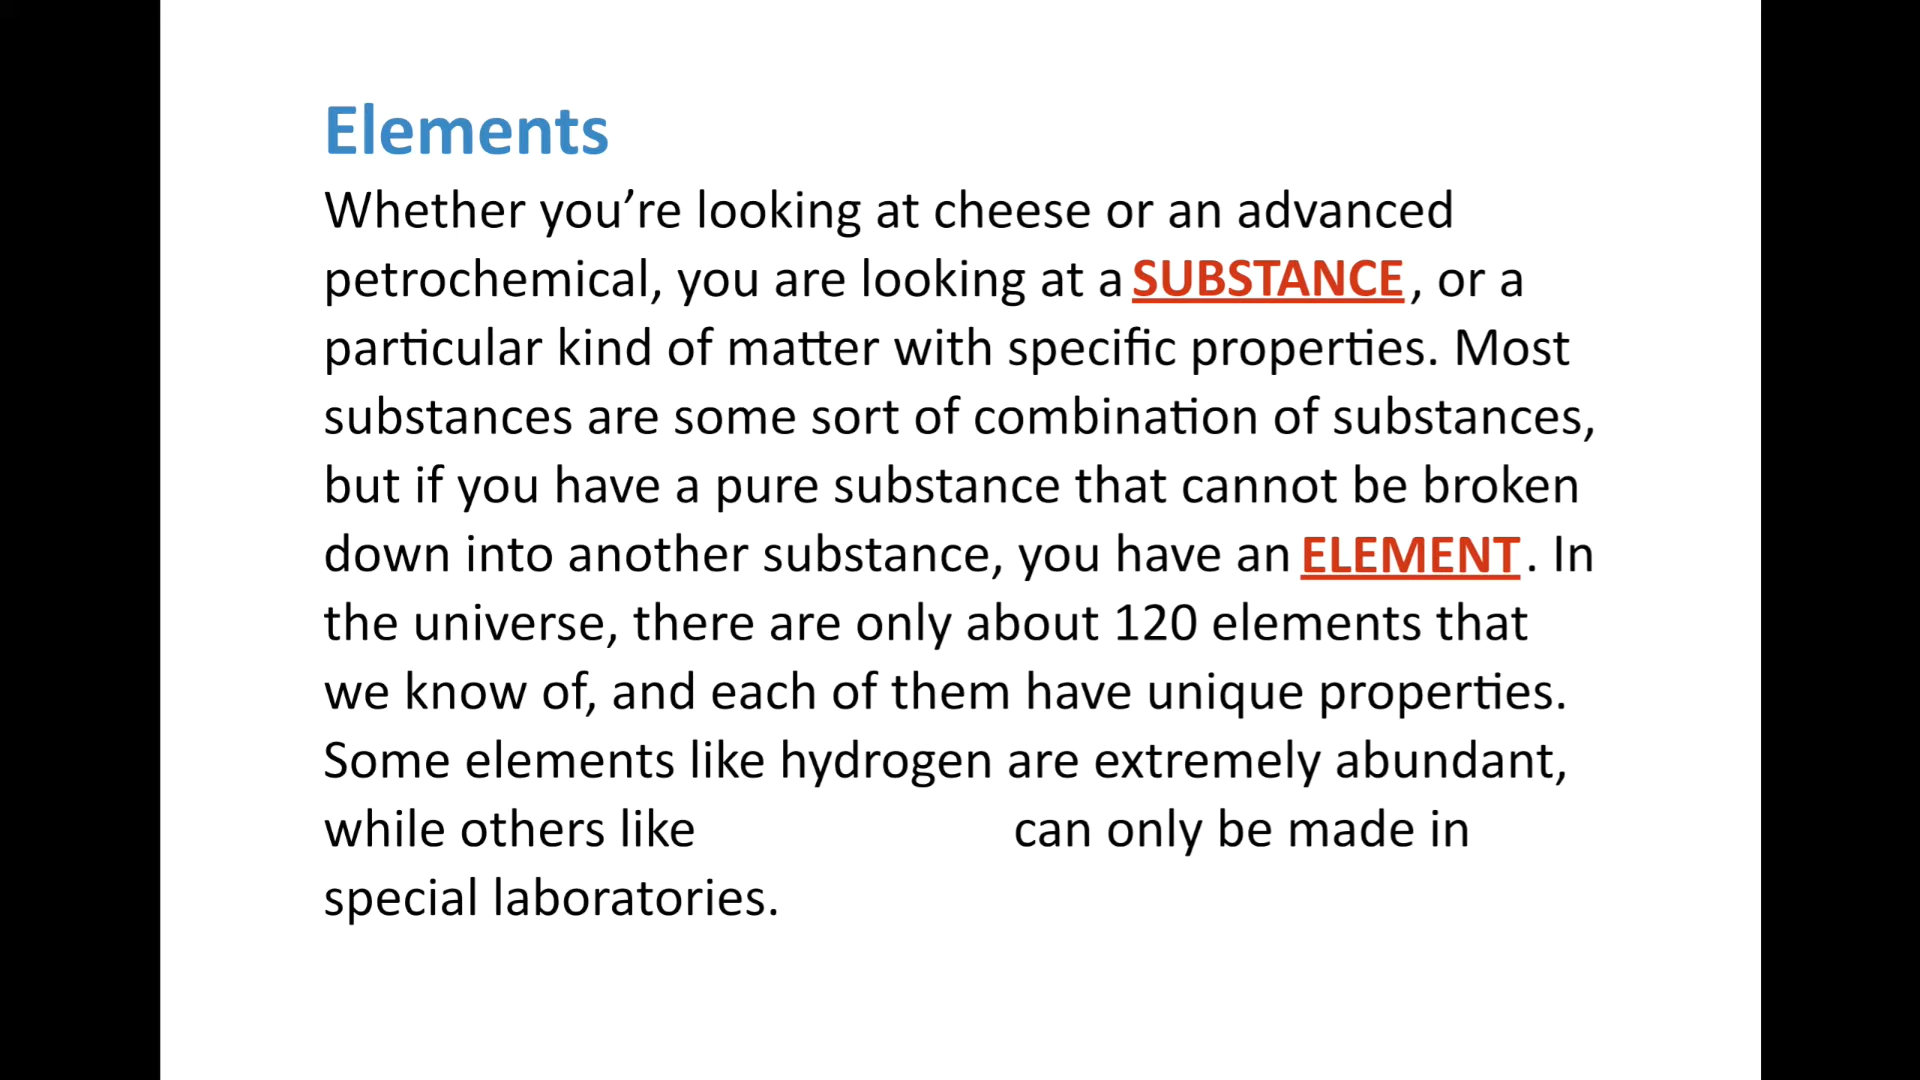 Elements
Whether you’re looking at cheese or an advanced
petrochemical, you are looking at a SUBSTANCE, or a
particular kind of matter with specific properties. Most
substances are some sort of combination of substances,
but if you have a pure substance that cannot be broken
down into another substance, you have an ELEMENT. In
the universe, there are only about 120 elements that
we know of, and each of them have unique properties.
Some elements like hydrogen are extremely abundant,
while others like can only be made in
special laboratories.